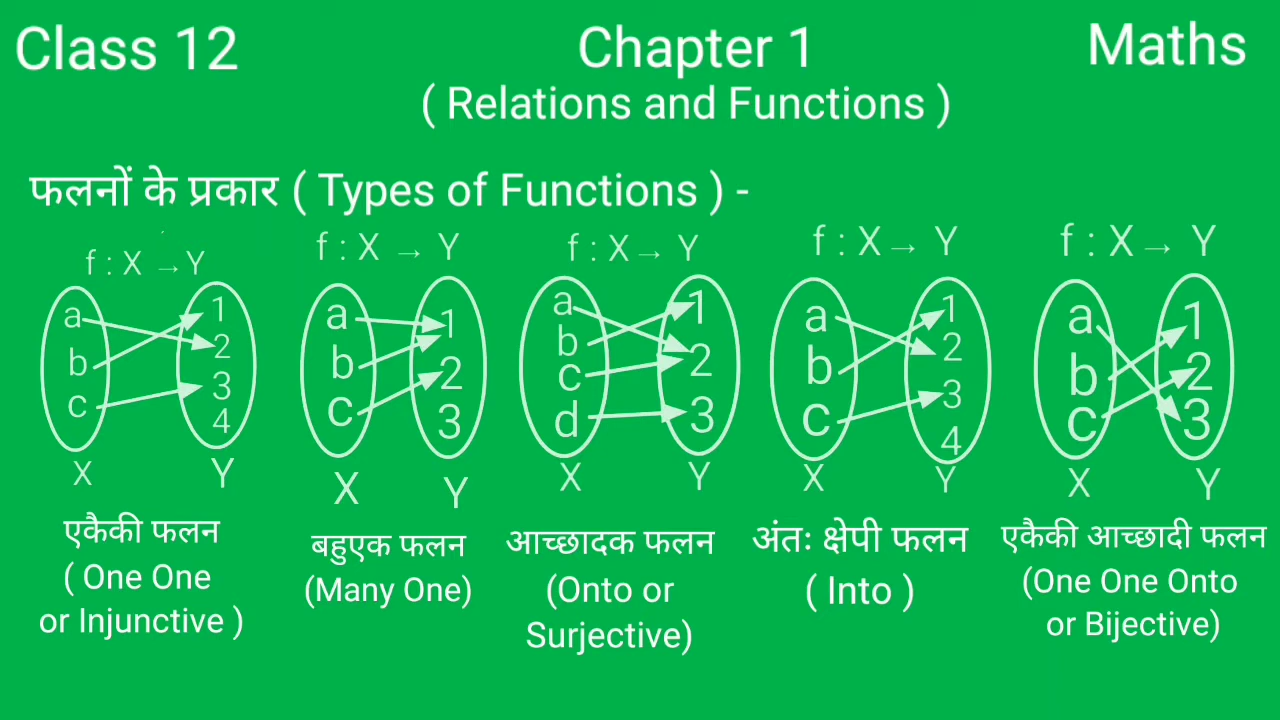 Class 12 Chapter 1 Maths
( Relations and Functions )
फलनों के प्रकार ( Types of Functions ) -
f : X → Y
a
b
c
1
2
3
4
X Y
एकैकी फलन
( One One
or Injunctive )
f : X → Y
a
b
c
1
2
3
X Y
बहुएक फलन
(Many One)
f : X → Y
a
b
c
d
1
2
3
X Y
आच्छादक फलन
(Onto or
Surjective)
f : X → Y
a
b
c
1
2
3
4
X Y
अंतः क्षेपी फलन
( Into )
f : X → Y
a
b
c
1
2
3
X Y
एकैकी आच्छादी फलन
(One One Onto
or Bijective)